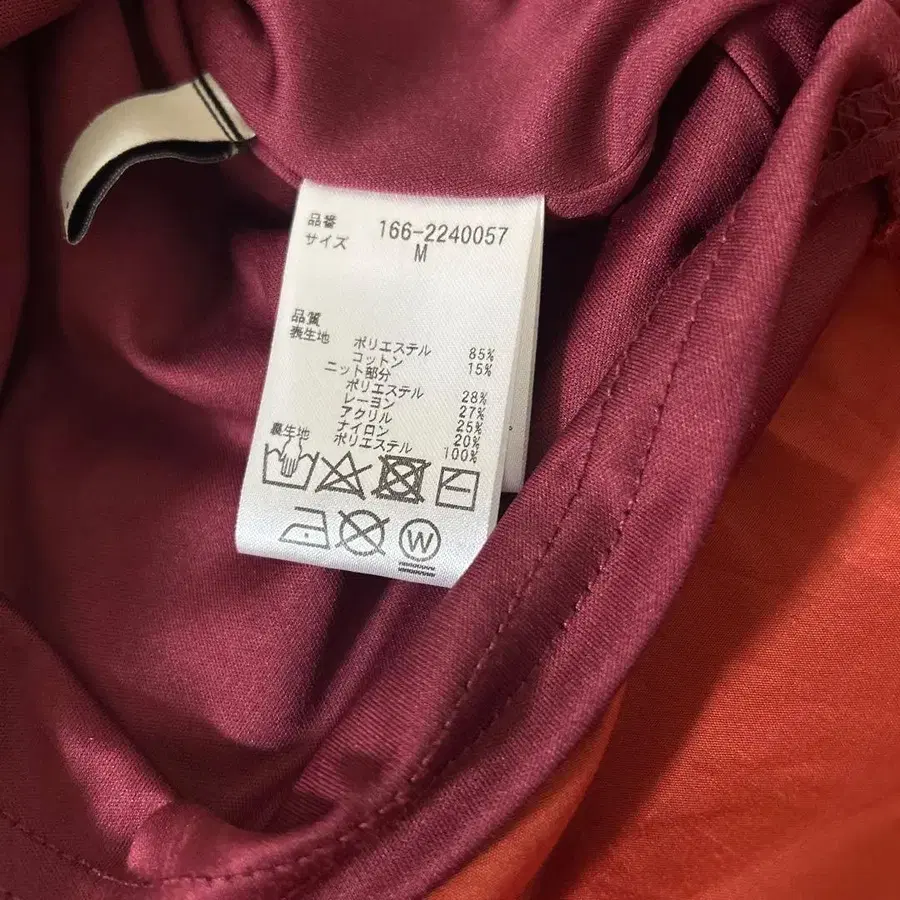 品番 166-2240057
サイズ M
品質
表生地 ポリエステル 85%
コットン 15%
ニット部分
ポリエステル 28%
レーヨン 27%
アクリル 25%
ナイロン 20%
裏生地 ポリエステル 100%
W